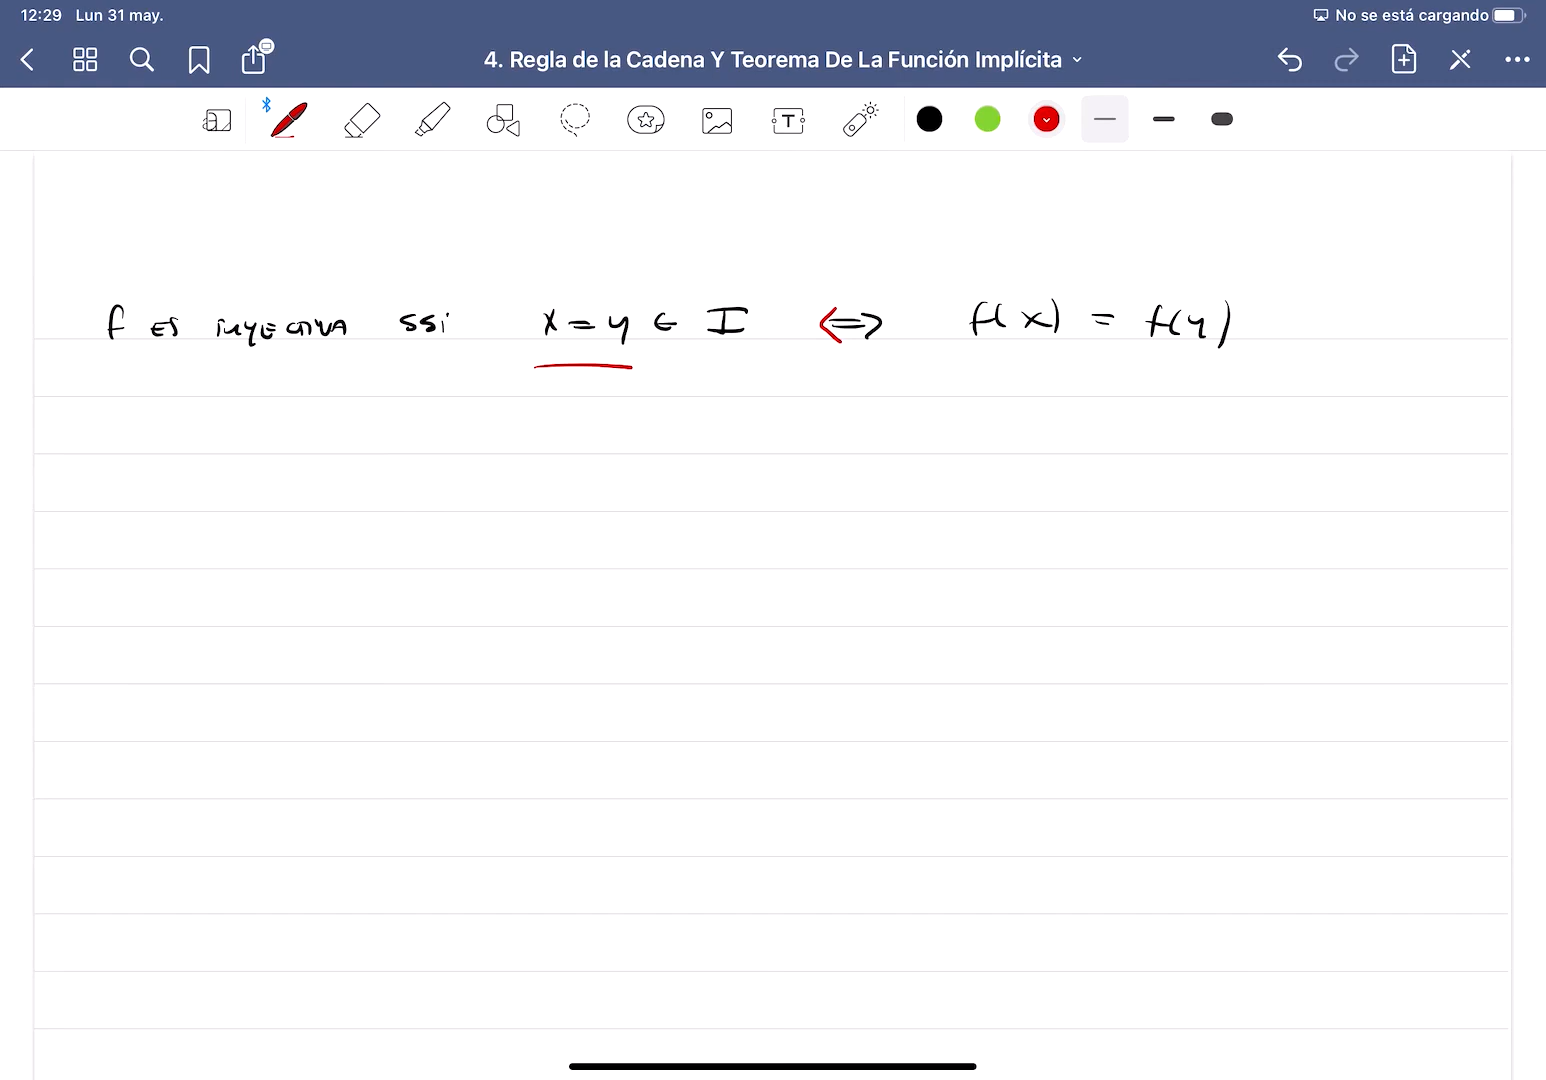 12:29 Lun 31 may. No se está cargando
4. Regla de la Cadena Y Teorema De La Función Implícita
T
f es inyectiva ssi x = y ∈ I ⟺ f(x) = f(y)